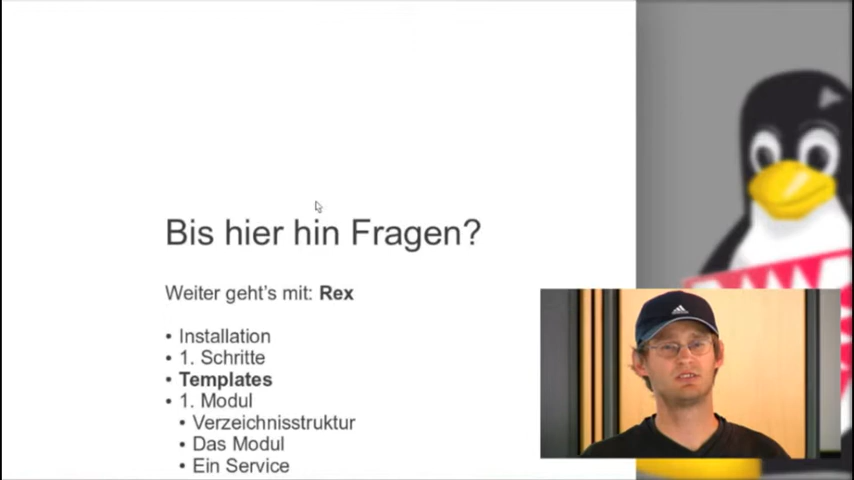 Bis hier hin Fragen?
Weiter geht's mit: Rex
• Installation
• 1. Schritte
• Templates
• 1. Modul
• Verzeichnisstruktur
• Das Modul
• Ein Service